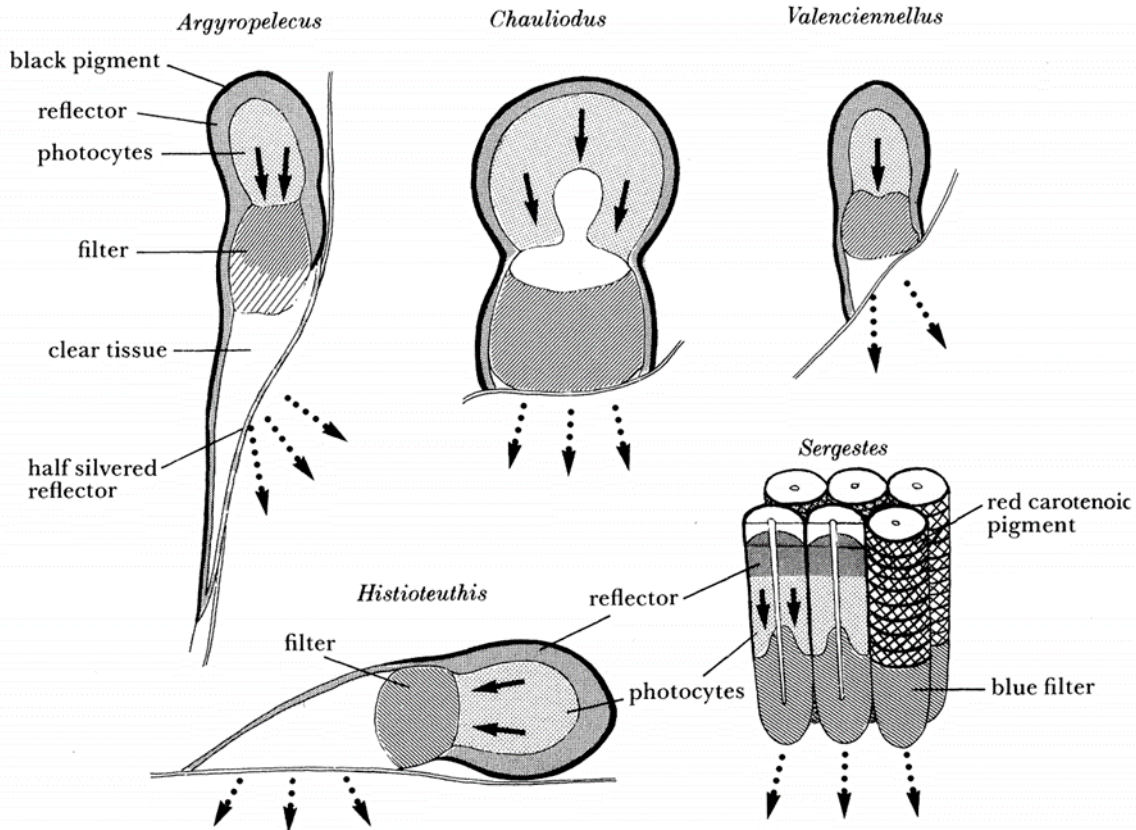 Argyropelecus
Chauliodus
Valenciennellus
black pigment
reflector
photocytes
filter
clear tissue
half silvered
reflector
Sergestes
red carotenoic
pigment
Histioteuthis
reflector
filter
photocytes
blue filter